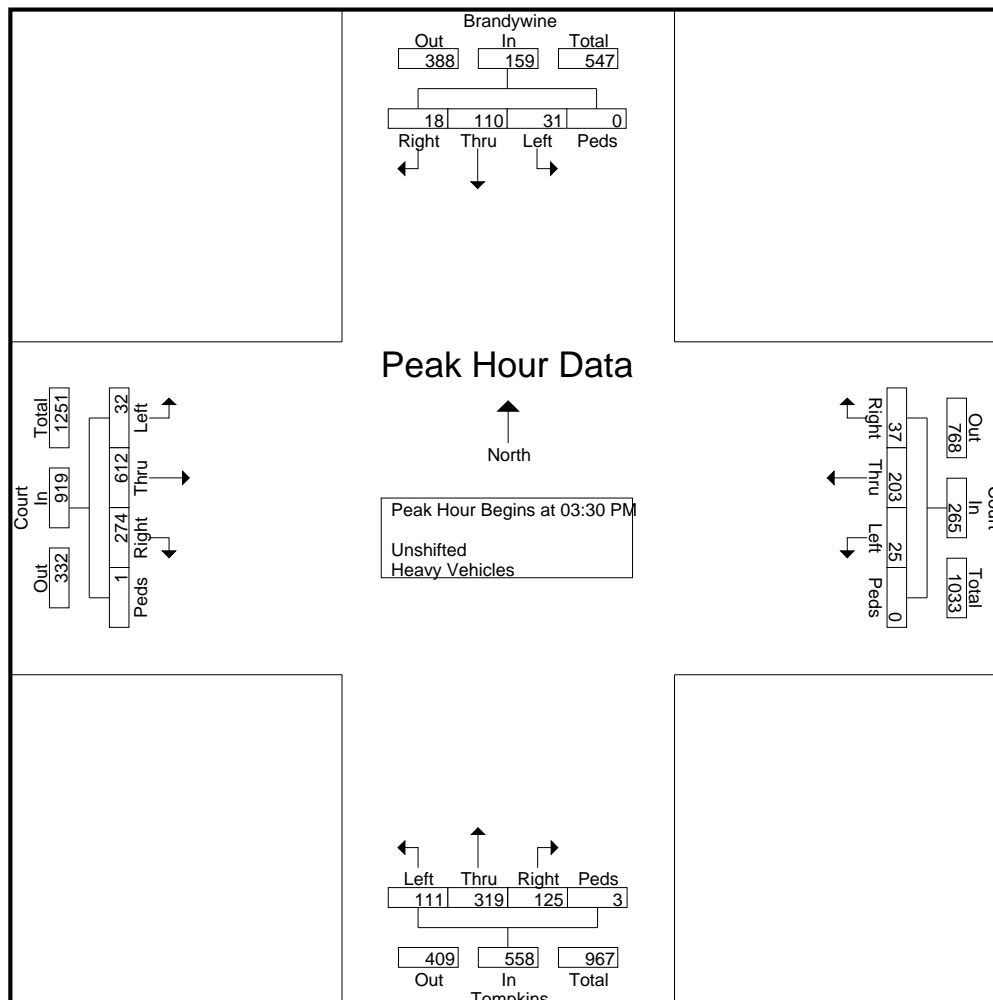 Brandywine
Out In Total
388 159 547
18 110 31 0
Right Thru Left Peds
Peak Hour Data
North
Peak Hour Begins at 03:30 PM
Unshifted
Heavy Vehicles
Court
Total In Out
1251 919 332
32 612 274 1
Left Thru Right Peds
Court
Out In Total
768 265 1033
37 203 25 0
Right Thru Left Peds
Left Thru Right Peds
111 319 125 3
409 558 967
Out In Total
Tompkins